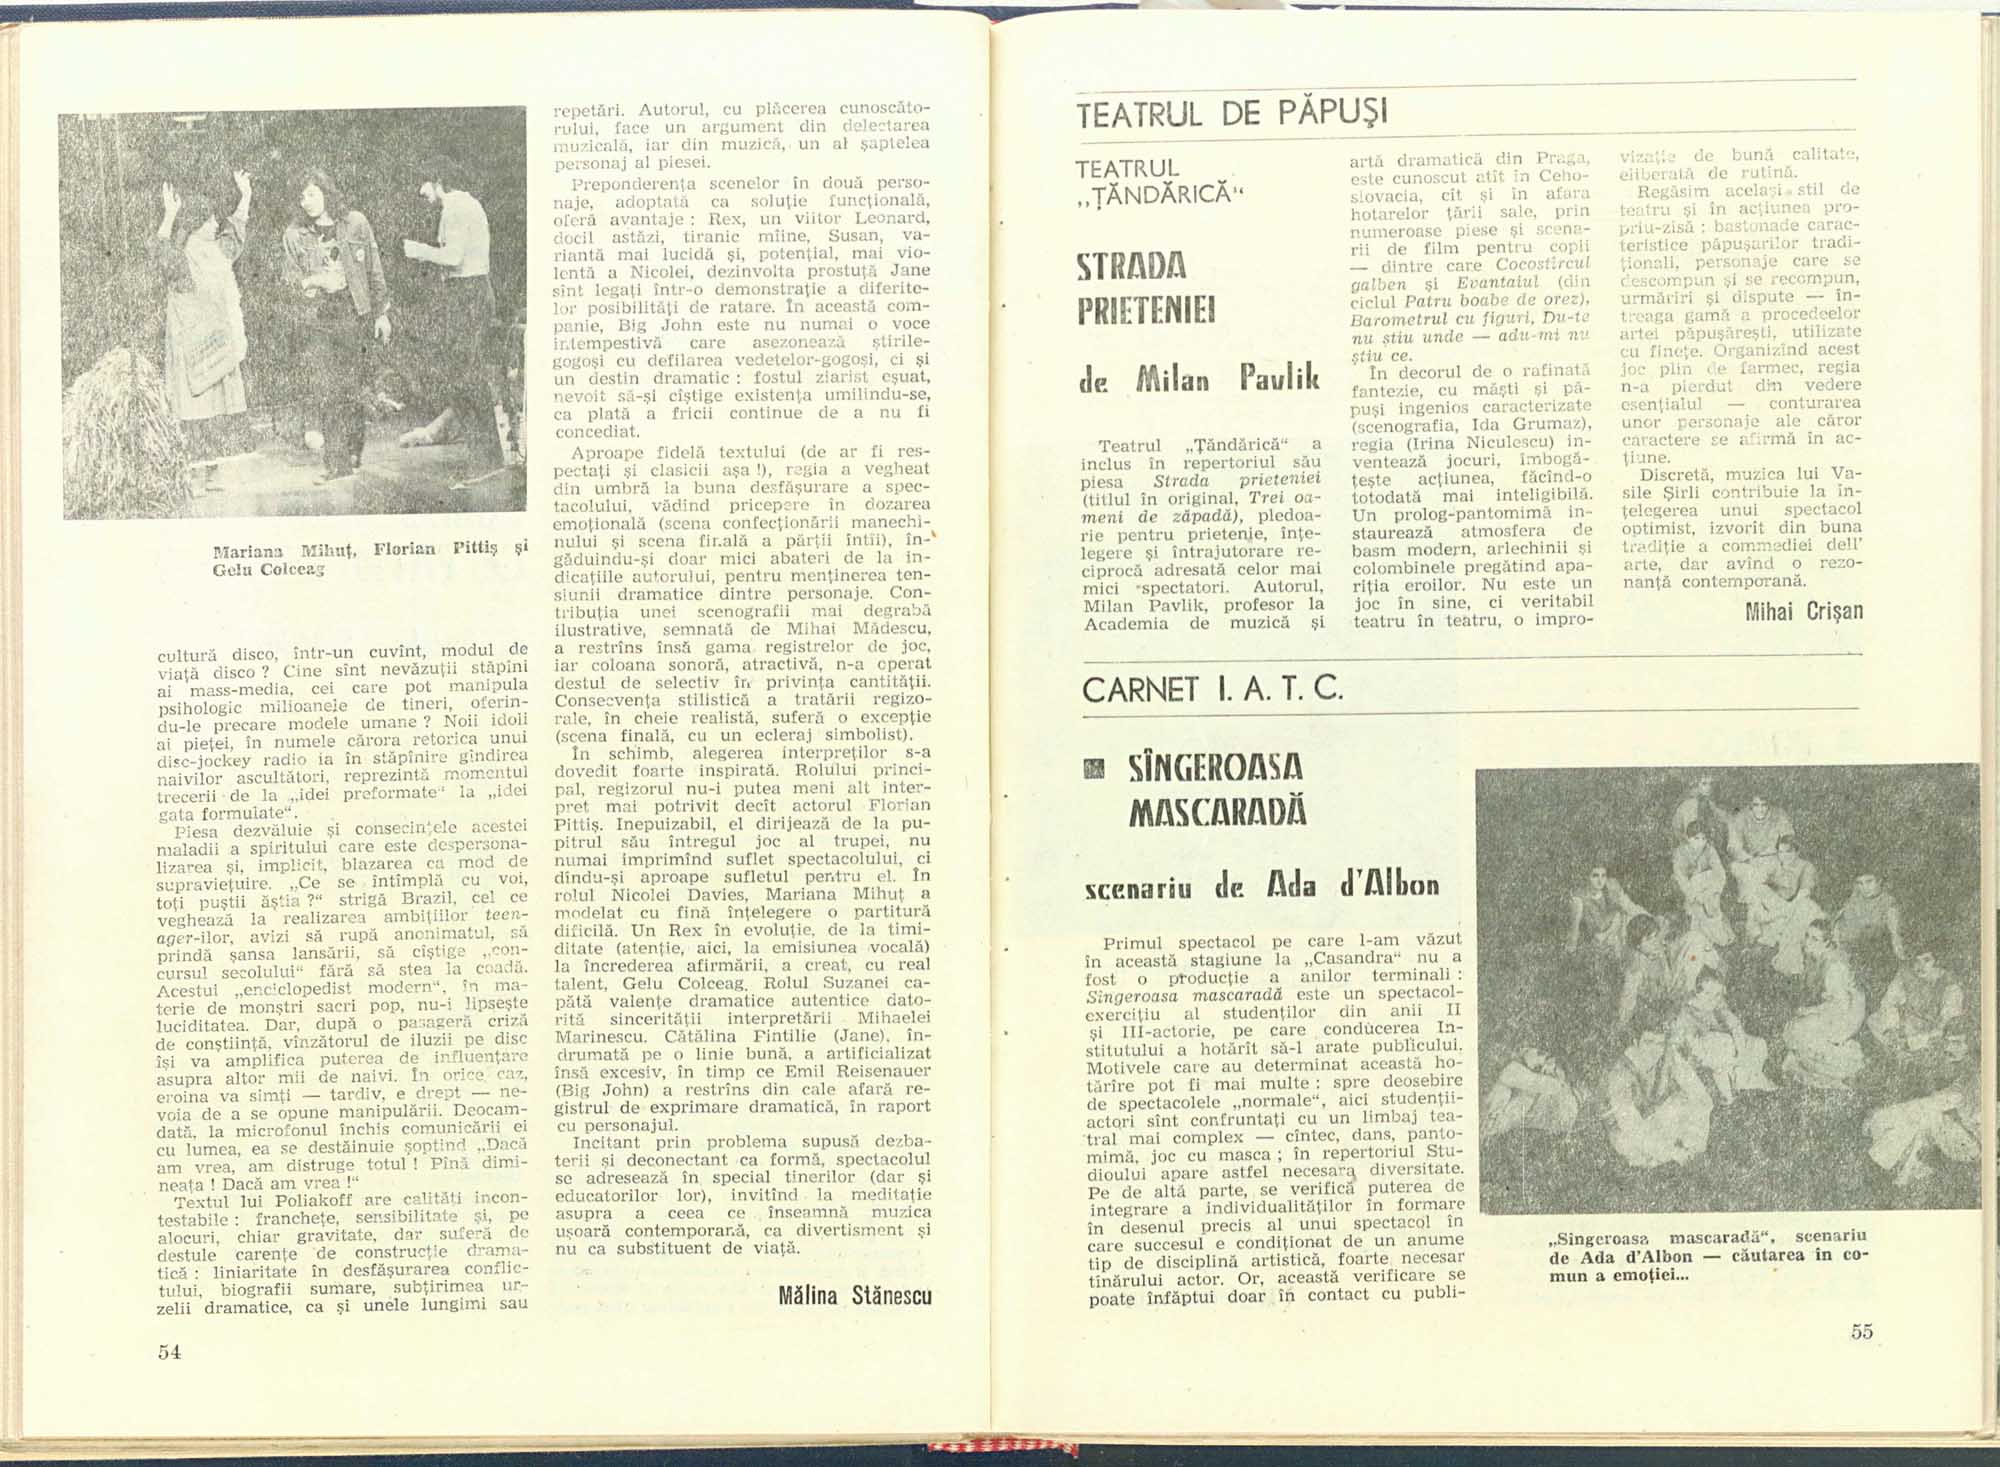 Mariana Mihuț, Florian Pittiș și
Gelu Colceag
cultură disco, într-un cuvînt, modul de
viață disco ? Cine sînt nevăzuții stăpîni
ai mass-media, cei care pot manipula
psihologic milioanele de tineri, oferin-
du-le precare modele umane ? Noii idoli
ai pieței, în numele cărora retorica unui
disc-jockey radio ia în stăpînire gîndirea
naivilor ascultători, reprezintă momentul
trecerii de la „idei preformate“ la „idei
gata formulate“.
Piesa dezvăluie și consecințele acestei
maladii a spiritului care este despersona-
lizarea și, implicit, blazarea ca mod de
supraviețuire. „Ce se întîmplă cu voi,
toți puștii ăștia ?“ strigă Brazil, cel ce
veghează la realizarea ambițiilor teen-
ager-ilor, avizi să rupă anonimatul, să
prindă șansa lansării, să cîștige „con-
cursul secolului“ fără să stea la coadă.
Acestui „enciclopedist modern“, în ma-
terie de monștri sacri pop, nu-i lipsește
luciditatea. Dar, după o pasageră criză
de conștiință, vînzătorul de iluzii pe disc
își va amplifica puterea de influențare
asupra altor mii de naivi. În orice caz,
eroina va simți — tardiv, e drept — ne-
voia de a se opune manipulării. Deocam-
dată, la microfonul închis comunicării ei
cu lumea, ea se destăinuie șoptind „Dacă
am vrea, am distruge totul ! Pînă dimi-
neața ! Dacă am vrea !“
Textul lui Poliakoff are calități incon-
testabile : franchețe, sensibilitate și, pe
alocuri, chiar gravitate, dar suferă de
destule carențe de construcție drama-
tică : liniaritate în desfășurarea conflic-
tului, biografii sumare, subțirimea ur-
zelii dramatice, ca și unele lungimi sau
54
repetări. Autorul, cu plăcerea cunoscăto-
rului, face un argument din delectarea
muzicală, iar din muzică, un al șaptelea
personaj al piesei.
Preponderența scenelor în două perso-
naje, adoptată ca soluție funcțională,
oferă avantaje : Rex, un viitor Leonard,
docil astăzi, tiranic mîine, Susan, va-
riantă mai lucidă și, potențial, mai vio-
lentă a Nicolei, dezinvolta prostuță Jane
sînt legați într-o demonstrație a diferite-
lor posibilități de ratare. În această com-
panie, Big John este nu numai o voce
intempestivă care asezonează știrile-
gogoși cu defilarea vedetelor-gogoși, ci și
un destin dramatic : fostul ziarist eșuat,
nevoit să-și cîștige existența umilindu-se,
ca plată a fricii continue de a nu fi
concediat.
Aproape fidelă textului (de ar fi res-
pectați și clasicii așa !), regia a vegheat
din umbră la buna desfășurare a spec-
tacolului, vădind pricepere în dozarea
emoțională (scena confecționării manechi-
nului și scena finală a părții întîi), în-
găduindu-și doar mici abateri de la in-
dicațiile autorului, pentru menținerea ten-
siunii dramatice dintre personaje. Con-
tribuția unei scenografii mai degrabă
ilustrative, semnată de Mihai Mădescu,
a restrîns însă gama registrelor de joc,
iar coloana sonoră, atractivă, n-a operat
destul de selectiv în privința cantității.
Consecvența stilistică a tratării regizo-
rale, în cheie realistă, suferă o excepție
(scena finală, cu un ecleraj simbolist).
În schimb, alegerea interpreților s-a
dovedit foarte inspirată. Rolului princi-
pal, regizorul nu-i putea meni alt inter-
pret mai potrivit decît actorul Florian
Pittiș. Inepuizabil, el dirijează de la pu-
pitrul său întregul joc al trupei, nu
numai imprimînd suflet spectacolului, ci
dîndu-și aproape sufletul pentru el. În
rolul Nicolei Davies, Mariana Mihuț a
modelat cu fină înțelegere o partitură
dificilă. Un Rex în evoluție, de la timi-
ditate (atenție, aici, la emisiunea vocală)
la încrederea afirmării, a creat, cu real
talent, Gelu Colceag. Rolul Suzanei ca-
pătă valențe dramatice autentice dato-
rită sincerității interpretării Mihaelei
Marinescu. Cătălina Pintilie (Jane), în-
drumată pe o linie bună, a artificializat
însă excesiv, în timp ce Emil Reisenauer
(Big John) a restrîns din cale afară re-
gistrul de exprimare dramatică, în raport
cu personajul.
Incitant prin problema supusă dezba-
terii și deconectant ca formă, spectacolul
se adresează în special tinerilor (dar și
educatorilor lor), invitînd la meditație
asupra a ceea ce înseamnă muzica
ușoară contemporană, ca divertisment și
nu ca substituent de viață.
Mălina Stănescu
TEATRUL DE PĂPUȘI
TEATRUL
„ȚĂNDĂRICĂ“
STRADA
PRIETENIEI
de Milan Pavlik
Teatrul „Țăndărică“ a
inclus în repertoriul său
piesa Strada prieteniei
(titlul în original, Trei oa-
meni de zăpadă), pledoa-
rie pentru prietenie, înțe-
legere și întrajutorare re-
ciprocă adresată celor mai
mici spectatori. Autorul,
Milan Pavlik, profesor la
Academia de muzică și
artă dramatică din Praga,
este cunoscut atît în Ceho-
slovacia, cît și în afara
hotarelor țării sale, prin
numeroase piese și scena-
rii de film pentru copii
— dintre care Cocostîrcul
galben și Evantaiul (din
ciclul Patru boabe de orez),
Barometrul cu figuri, Du-te
nu știu unde — adu-mi nu
știu ce.
În decorul de o rafinată
fantezie, cu măști și pă-
puși ingenios caracterizate
(scenografia, Ida Grumaz),
regia (Irina Niculescu) in-
ventează jocuri, îmbogă-
țește acțiunea, făcînd-o
totodată mai inteligibilă.
Un prolog-pantomimă in-
staurează atmosfera de
basm modern, arlechinii și
colombinele pregătind apa-
riția eroilor. Nu este un
joc în sine, ci veritabil
teatru în teatru, o impro-
vizație de bună calitate,
eliberată de rutină.
Regăsim același stil de
teatru și în acțiunea pro-
priu-zisă : bastonade carac-
teristice păpușarilor tradi-
ționali, personaje care se
descompun și se recompun,
urmăriri și dispute — în-
treaga gamă a procedeelor
artei păpușărești, utilizate
cu finețe. Organizînd acest
joc plin de farmec, regia
n-a pierdut din vedere
esențialul — conturarea
unor personaje ale căror
caractere se afirmă în ac-
țiune.
Discretă, muzica lui Va-
sile Șirli contribuie la în-
țelegerea unui spectacol
optimist, izvorît din buna
tradiție a commediei dell'
arte, dar avînd o rezo-
nanță contemporană.
Mihai Crișan
CARNET I. A. T. C.
SÎNGEROASA
MASCARADĂ
scenariu de Ada d'Albon
Primul spectacol pe care l-am văzut
în această stagiune la „Casandra“ nu a
fost o producție a anilor terminali :
Sîngeroasa mascaradă este un spectacol-
exercițiu al studenților din anii II
și III-actorie, pe care conducerea In-
stitutului a hotărît să-l arate publicului.
Motivele care au determinat această ho-
tărîre pot fi mai multe : spre deosebire
de spectacolele „normale“, aici studenții-
actori sînt confruntați cu un limbaj tea-
tral mai complex — cîntec, dans, panto-
mimă, joc cu masca ; în repertoriul Stu-
dioului apare astfel necesara diversitate.
Pe de altă parte, se verifică puterea de
integrare a individualităților în formare
în desenul precis al unui spectacol în
care succesul e condiționat de un anume
tip de disciplină artistică, foarte necesar
tînărului actor. Or, această verificare se
poate înfăptui doar în contact cu publi-
„Sîngeroasa mascaradă“, scenariu
de Ada d'Albon — căutarea în co-
mun a emoției...
55